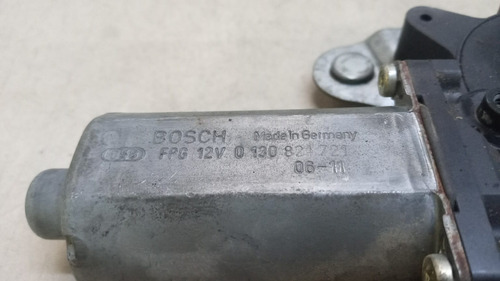 BOSCH Made in Germany
FPG 12V 0 130 821 721
06-11